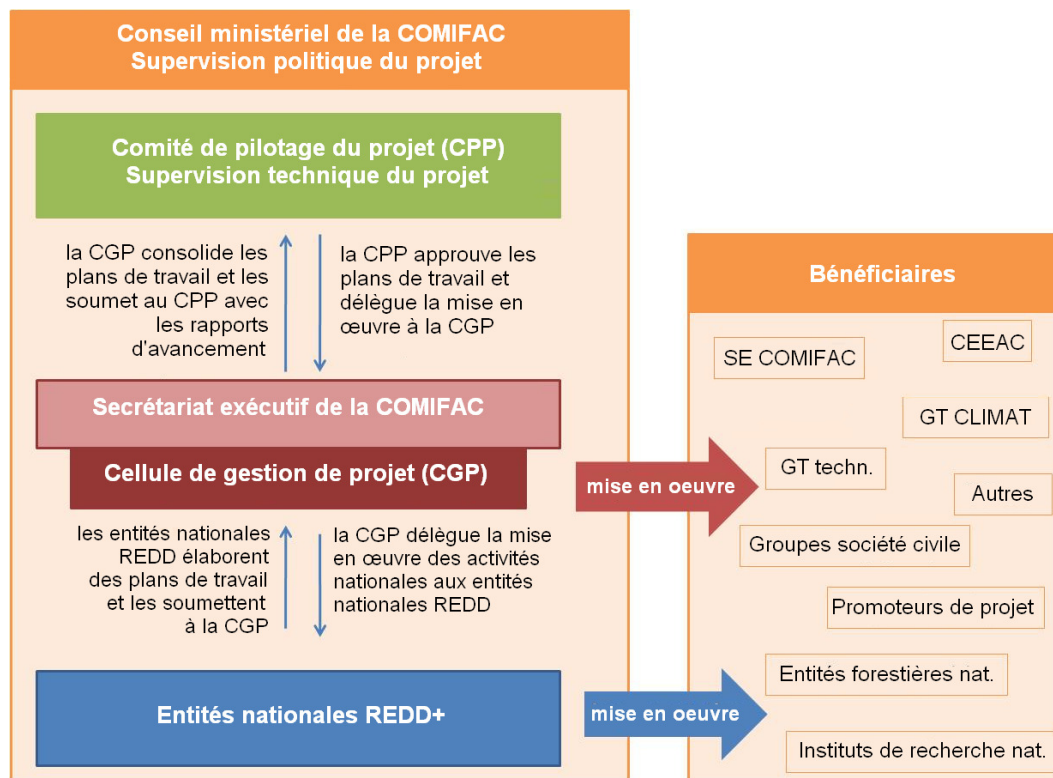 Conseil ministériel de la COMIFAC
Supervision politique du projet
Comité de pilotage du projet (CPP)
Supervision technique du projet
la CGP consolide les
plans de travail et les
soumet au CPP avec
les rapports
d'avancement
la CPP approuve les
plans de travail et
délègue la mise en
œuvre à la CGP
Secrétariat exécutif de la COMIFAC
Cellule de gestion de projet (CGP)
mise en oeuvre
les entités nationales
REDD élaborent
des plans de travail
et les soumettent
à la CGP
la CGP délègue la mise
en œuvre des activités
nationales aux entités
nationales REDD
Entités nationales REDD+
mise en oeuvre
Bénéficiaires
CEEAC
SE COMIFAC
GT CLIMAT
GT techn.
Autres
Groupes société civile
Promoteurs de projet
Entités forestières nat.
Instituts de recherche nat.